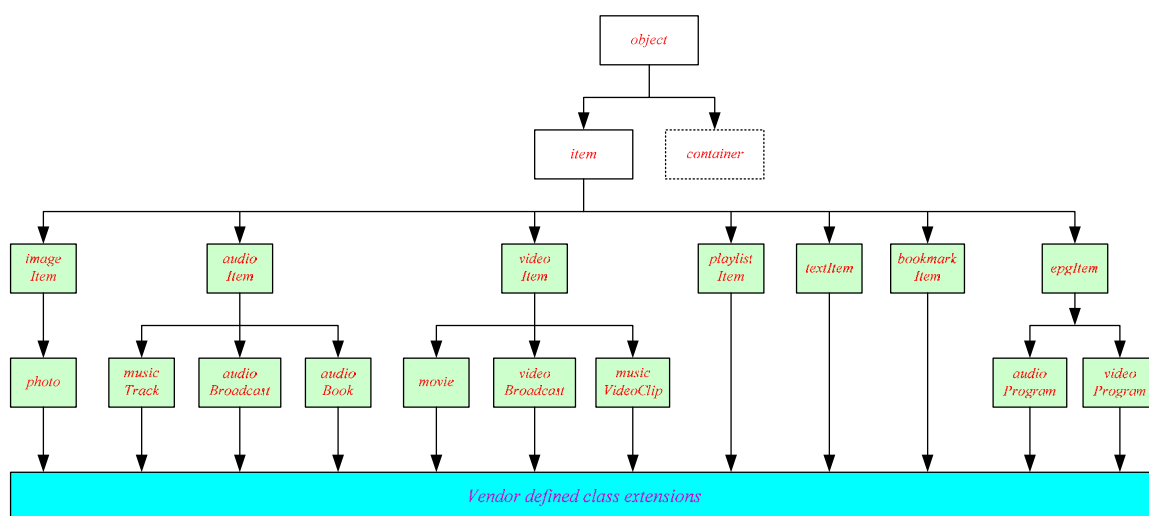 object
item
container
image
Item
audio
Item
video
Item
playlist
Item
textItem
bookmark
Item
epgItem
photo
music
Track
audio
Broadcast
audio
Book
movie
video
Broadcast
music
VideoClip
audio
Program
video
Program
Vendor defined class extensions